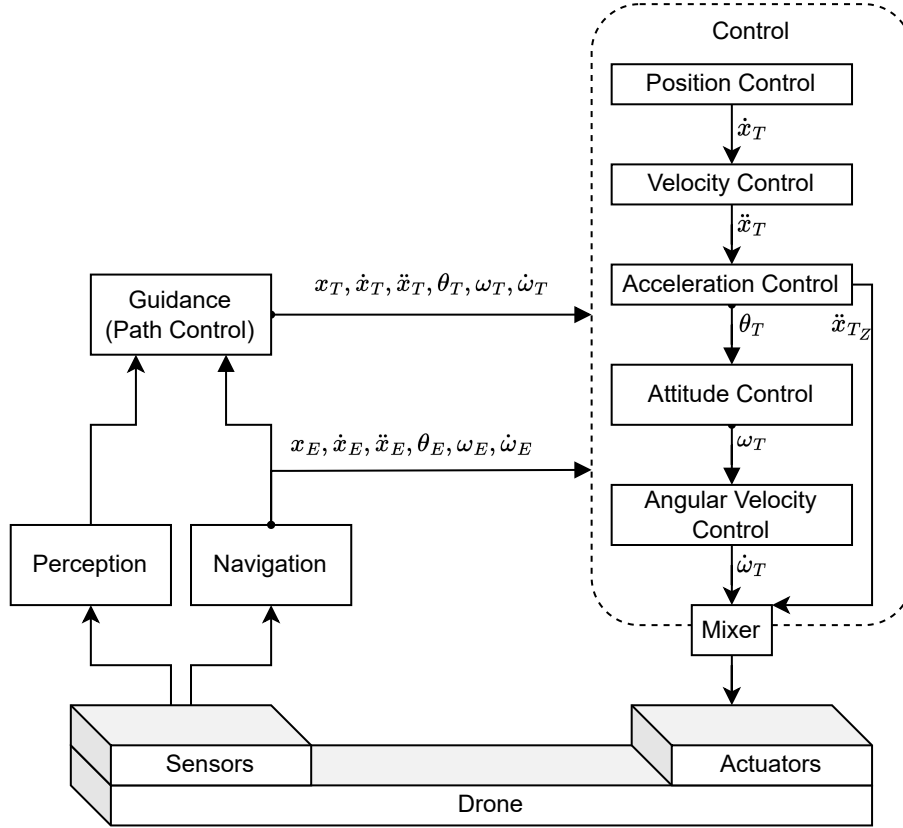 Control
Position Control
ẋ_T
Velocity Control
ẍ_T
Acceleration Control
θ_T
ẍ_{T_Z}
Attitude Control
ω_T
Angular Velocity
Control
ω̇_T
Mixer
Guidance
(Path Control)
x_T, ẋ_T, ẍ_T, θ_T, ω_T, ω̇_T
x_E, ẋ_E, ẍ_E, θ_E, ω_E, ω̇_E
Perception
Navigation
Sensors
Actuators
Drone